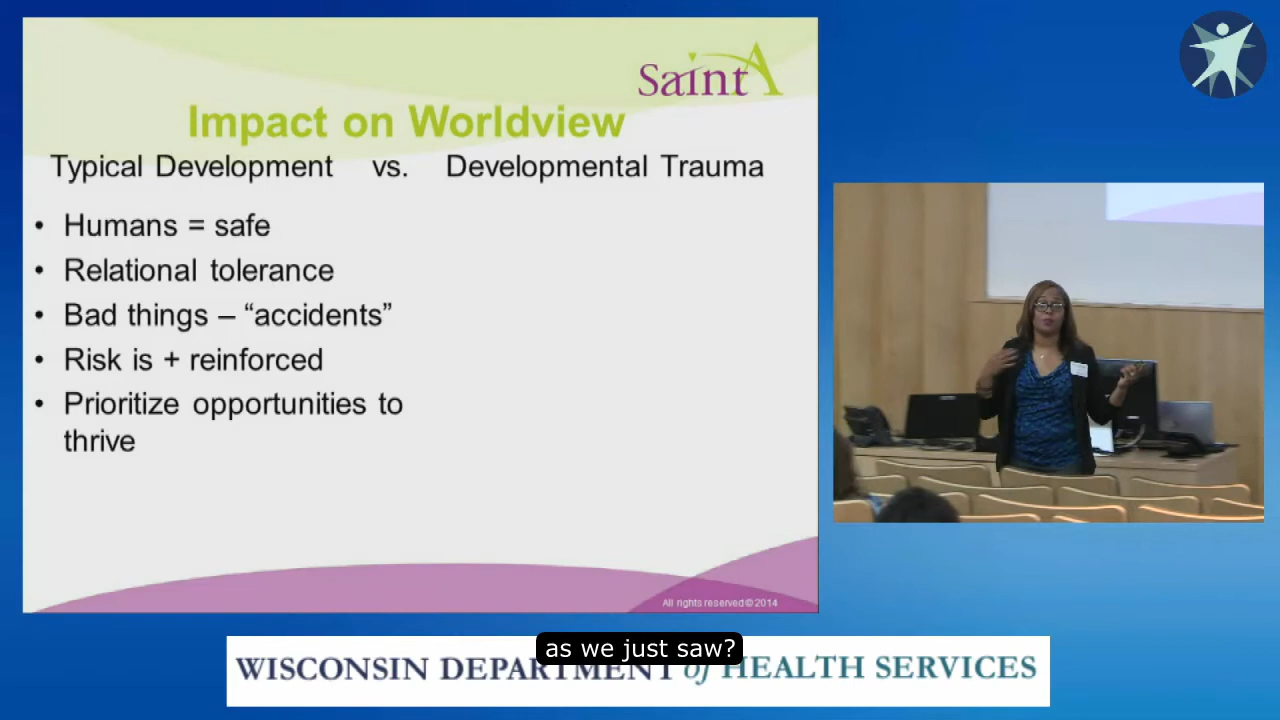 SaintA
Impact on Worldview
Typical Development vs. Developmental Trauma
• Humans = safe
• Relational tolerance
• Bad things – “accidents”
• Risk is + reinforced
• Prioritize opportunities to
thrive
All rights reserved©2014
as we just saw?
WISCONSIN DEPARTMENT of HEALTH SERVICES